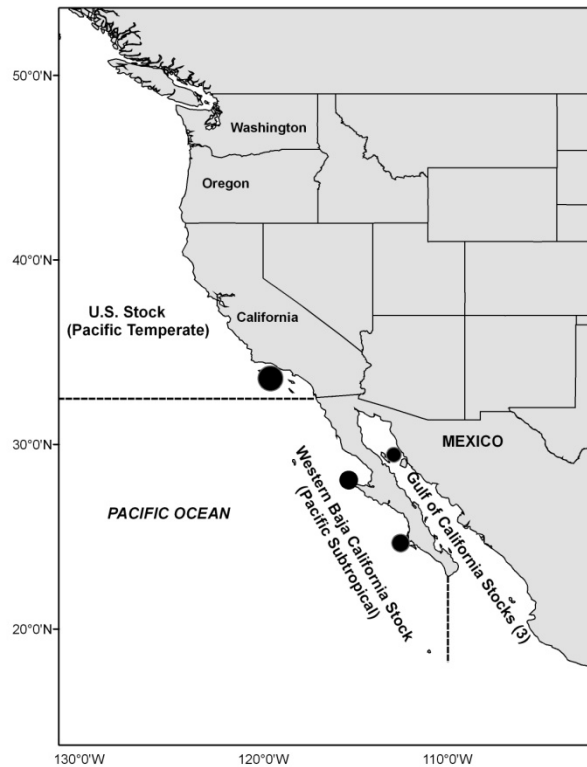 50°0'N
Washington
Oregon
40°0'N
U.S. Stock
(Pacific Temperate)
California
30°0'N
MEXICO
PACIFIC OCEAN
Western Baja California Stock
(Pacific Subtropical)
Gulf of California Stocks (3)
20°0'N
130°0'W
120°0'W
110°0'W